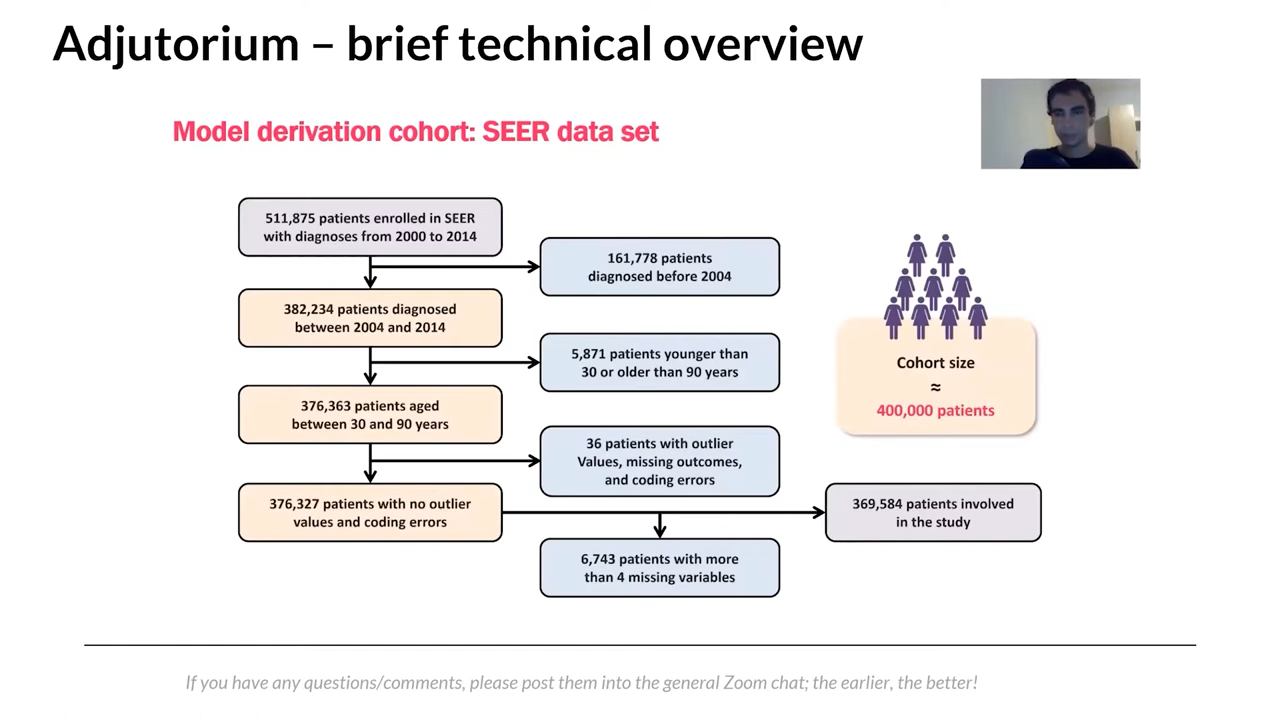 Adjutorium – brief technical overview
Model derivation cohort: SEER data set
511,875 patients enrolled in SEER
with diagnoses from 2000 to 2014
161,778 patients
diagnosed before 2004
382,234 patients diagnosed
between 2004 and 2014
5,871 patients younger than
30 or older than 90 years
376,363 patients aged
between 30 and 90 years
36 patients with outlier
Values, missing outcomes,
and coding errors
376,327 patients with no outlier
values and coding errors
6,743 patients with more
than 4 missing variables
369,584 patients involved
in the study
Cohort size
≈
400,000 patients
If you have any questions/comments, please post them into the general Zoom chat; the earlier, the better!